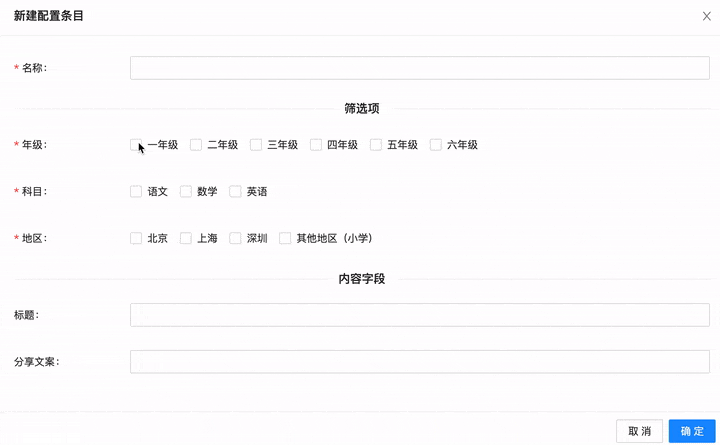 新建配置条目
* 名称：
筛选项
* 年级： 一年级 二年级 三年级 四年级 五年级 六年级
* 科目： 语文 数学 英语
* 地区： 北京 上海 深圳 其他地区（小学）
内容字段
标题：
分享文案：
取 消 确 定